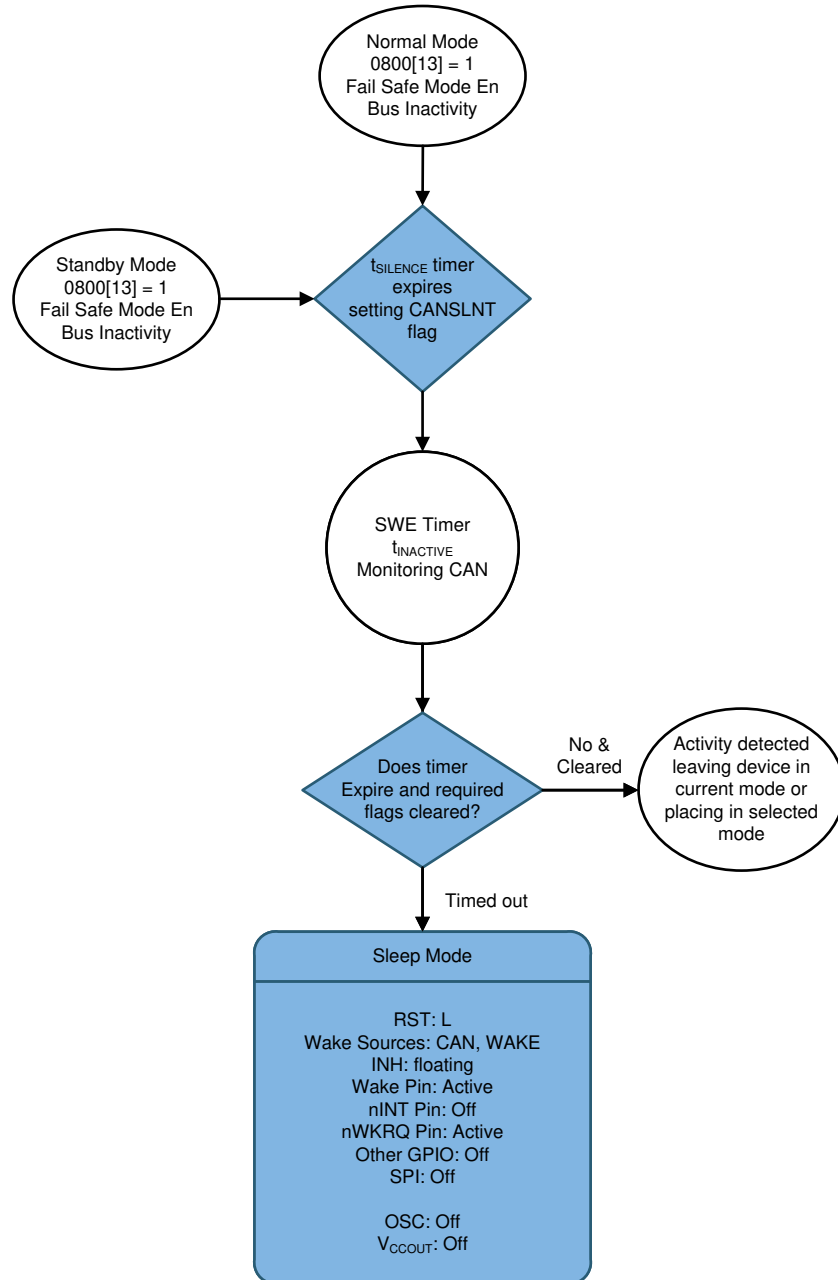 Normal Mode
0800[13] = 1
Fail Safe Mode En
Bus Inactivity
Standby Mode
0800[13] = 1
Fail Safe Mode En
Bus Inactivity
tSILENCE timer
expires
setting CANSLNT
flag
SWE Timer
tINACTIVE
Monitoring CAN
Does timer
Expire and required
flags cleared?
No &
Cleared
Activity detected
leaving device in
current mode or
placing in selected
mode
Timed out
Sleep Mode
RST: L
Wake Sources: CAN, WAKE
INH: floating
Wake Pin: Active
nINT Pin: Off
nWKRQ Pin: Active
Other GPIO: Off
SPI: Off
OSC: Off
VCCOUT: Off